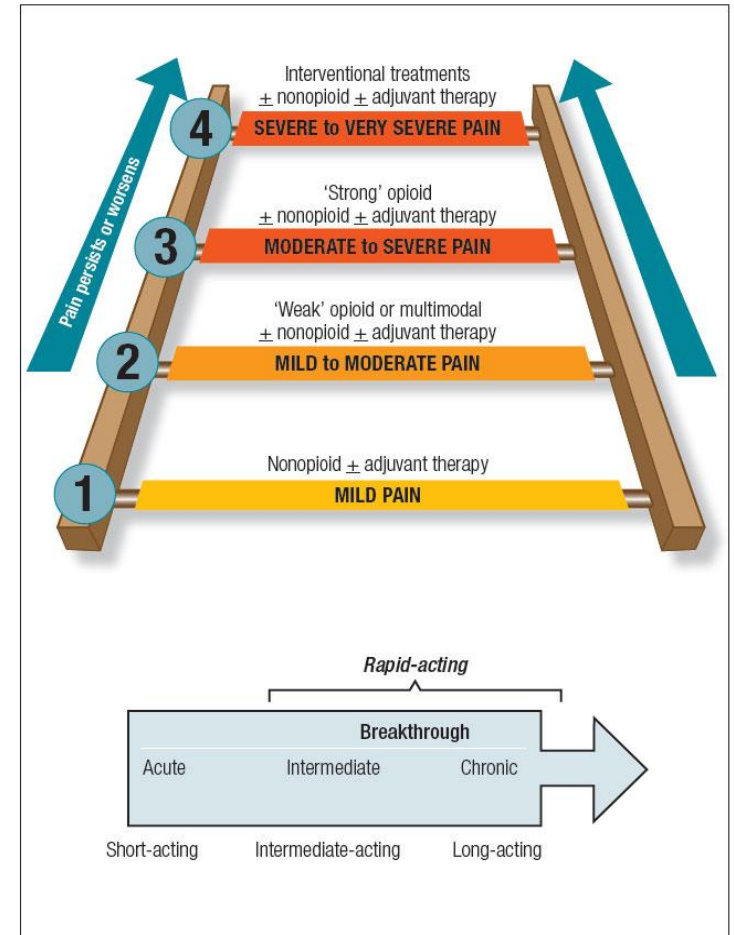 Pain persists or worsens
Interventional treatments
+ nonopioid + adjuvant therapy
4
SEVERE to VERY SEVERE PAIN
'Strong' opioid
+ nonopioid + adjuvant therapy
3
MODERATE to SEVERE PAIN
'Weak' opioid or multimodal
+ nonopioid + adjuvant therapy
2
MILD to MODERATE PAIN
Nonopioid + adjuvant therapy
1
MILD PAIN
Rapid-acting
Breakthrough
Acute Intermediate Chronic
Short-acting Intermediate-acting Long-acting